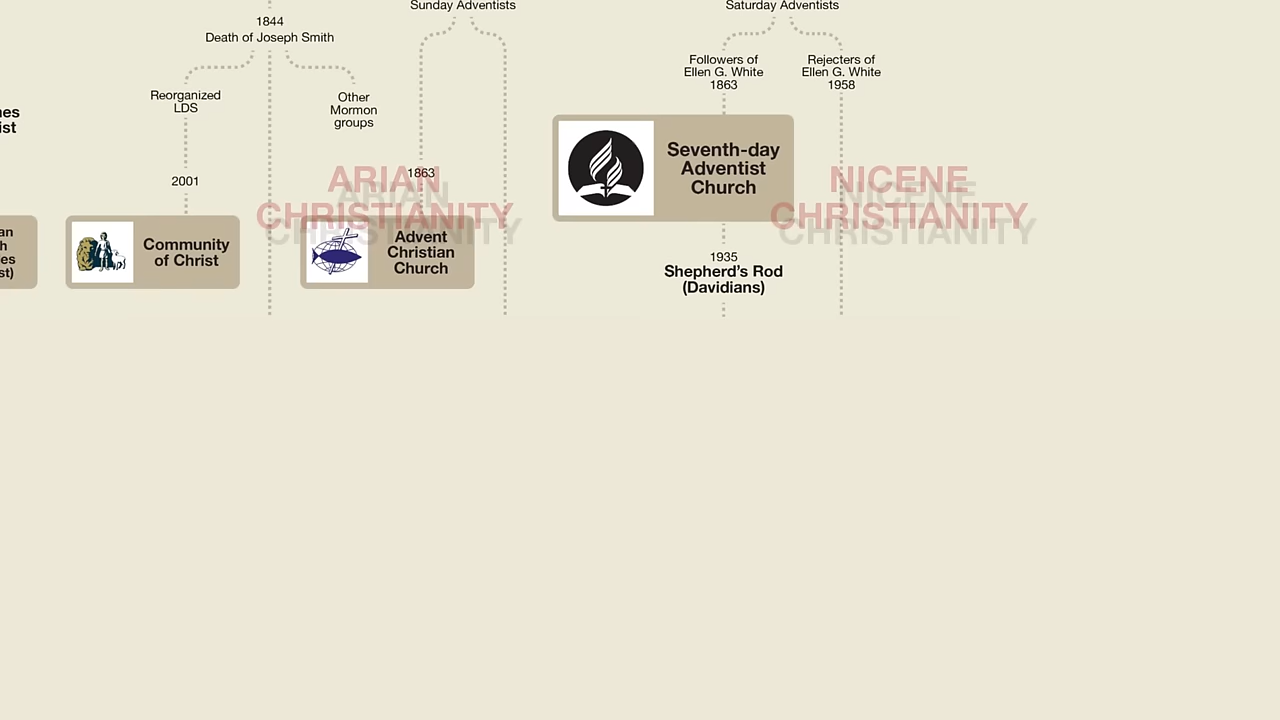 Sunday Adventists
Saturday Adventists
1844
Death of Joseph Smith
Followers of
Ellen G. White
1863
Rejecters of
Ellen G. White
1958
Reorganized
LDS
Other
Mormon
groups
2001
1863
ARIAN
CHRISTIANITY
NICENE
CHRISTIANITY
Seventh-day
Adventist
Church
Community
of Christ
Advent
Christian
Church
1935
Shepherd's Rod
(Davidians)